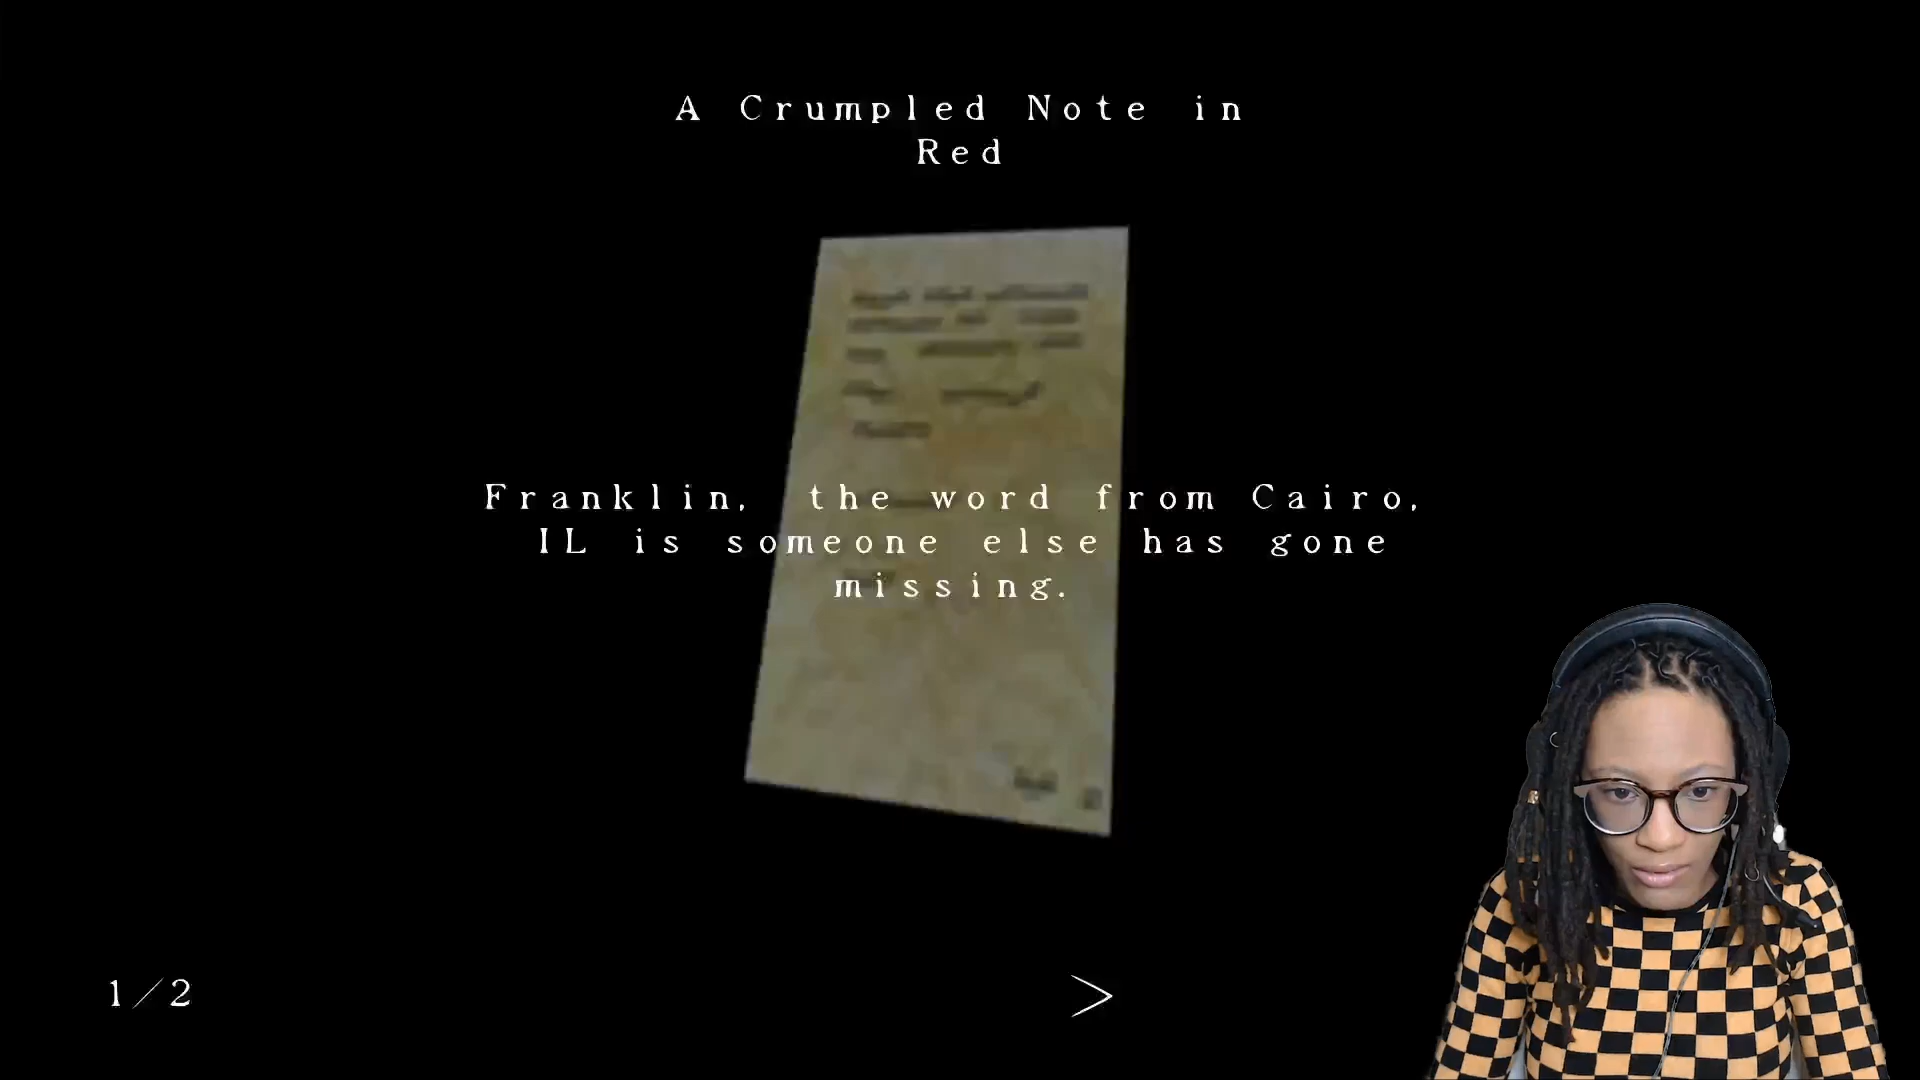 A Crumpled Note in
Red
Franklin, the word from Cairo,
IL is someone else has gone
missing.
1/2
>